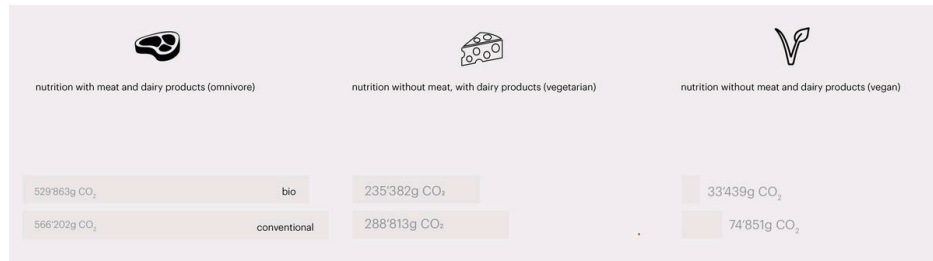 nutrition with meat and dairy products (omnivore)
nutrition without meat, with dairy products (vegetarian)
nutrition without meat and dairy products (vegan)
529'863g CO₂ bio
235'382g CO₂
33'439g CO₂
566'202g CO₂ conventional
288'813g CO₂
74'851g CO₂